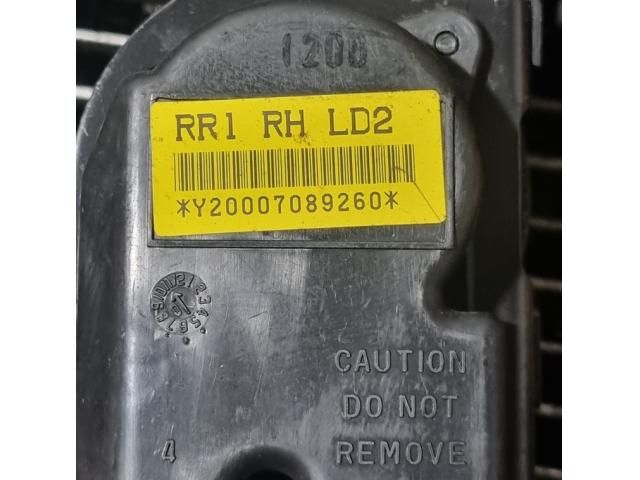 1200
RR1 RH LD2
*Y20007089260*
CAUTION
DO NOT
4 REMOVE